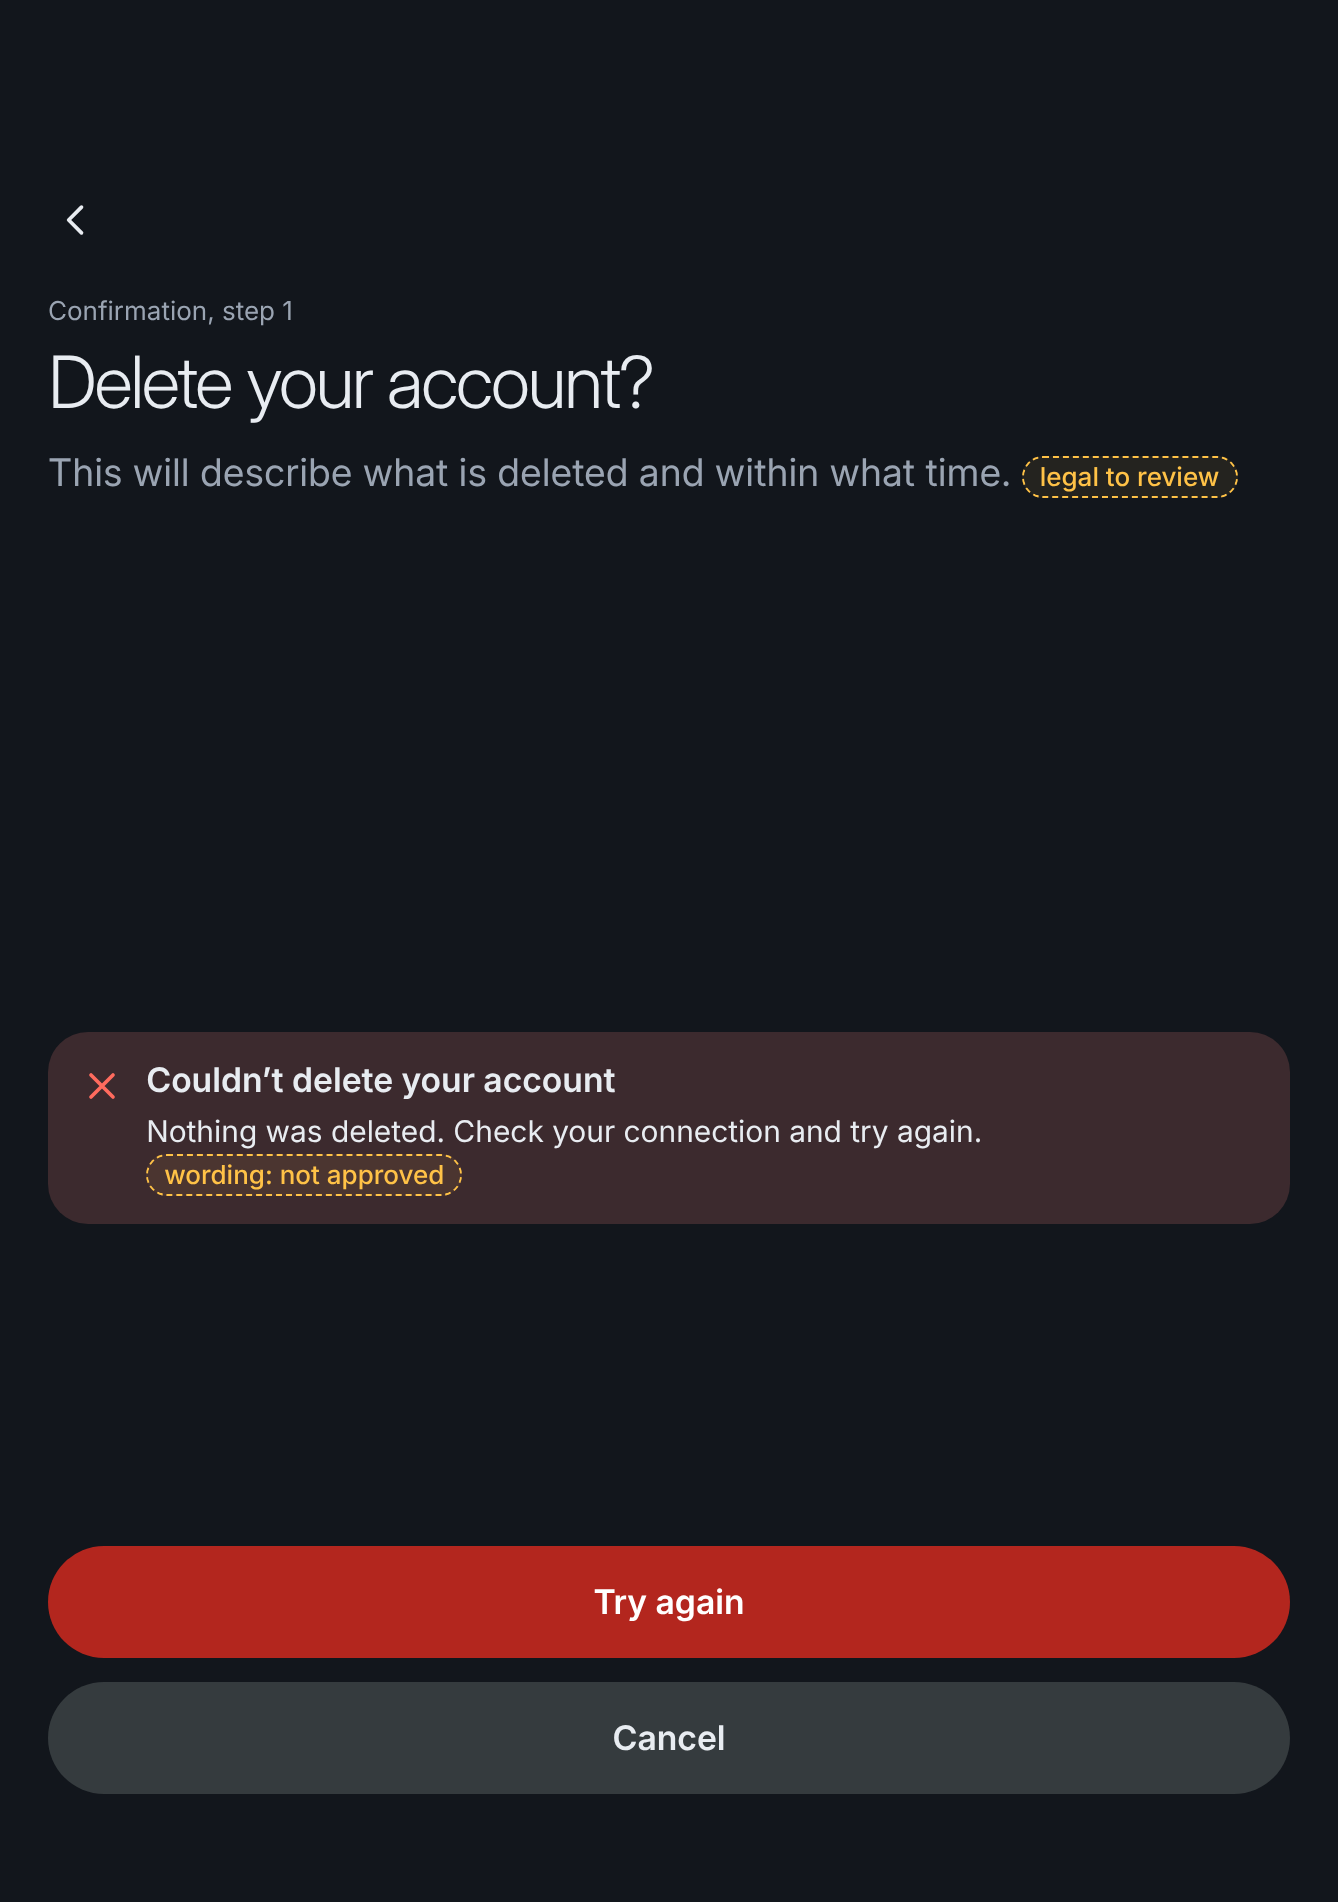 Confirmation, step 1
Delete your account?
This will describe what is deleted and within what time. legal to review
Couldn’t delete your account
Nothing was deleted. Check your connection and try again.
wording: not approved
Try again
Cancel